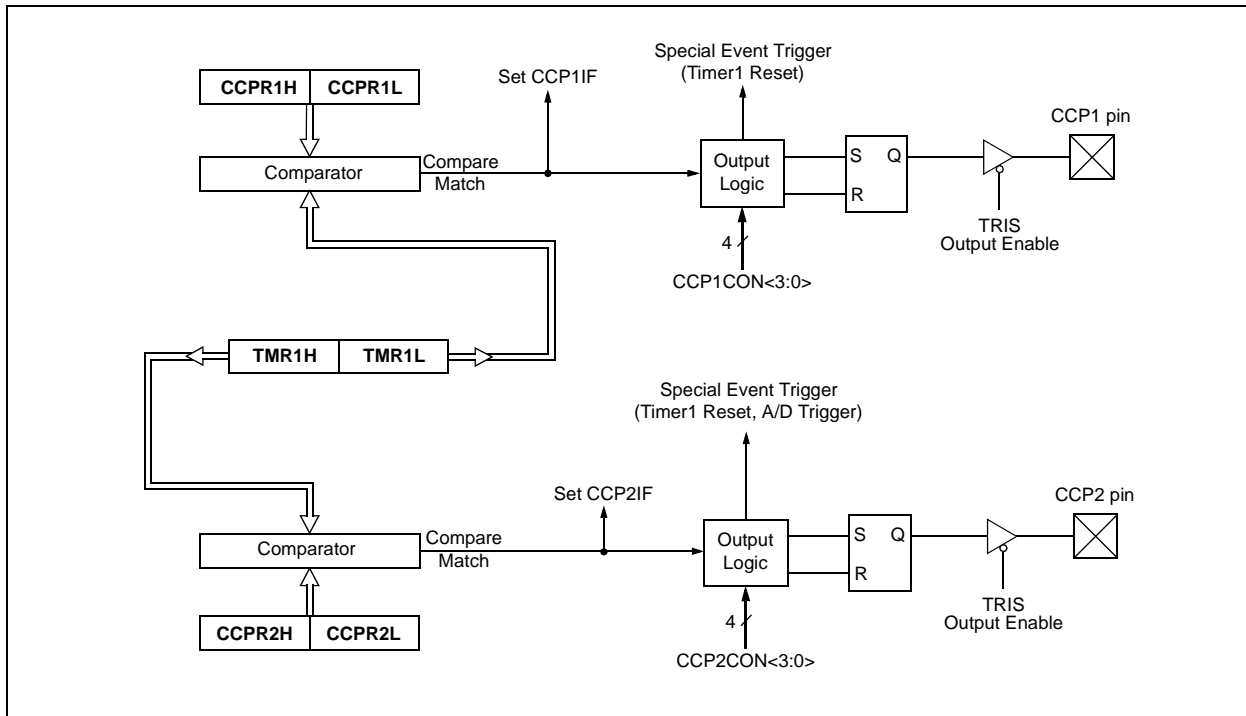 Special Event Trigger
(Timer1 Reset)
Set CCP1IF
CCPR1H CCPR1L
CCP1 pin
Comparator
Compare
Match
Output
Logic
S Q
R
TRIS
Output Enable
4
CCP1CON<3:0>
TMR1H TMR1L
Special Event Trigger
(Timer1 Reset, A/D Trigger)
Set CCP2IF
CCP2 pin
Comparator
Compare
Match
Output
Logic
S Q
R
TRIS
Output Enable
4
CCPR2H CCPR2L
CCP2CON<3:0>